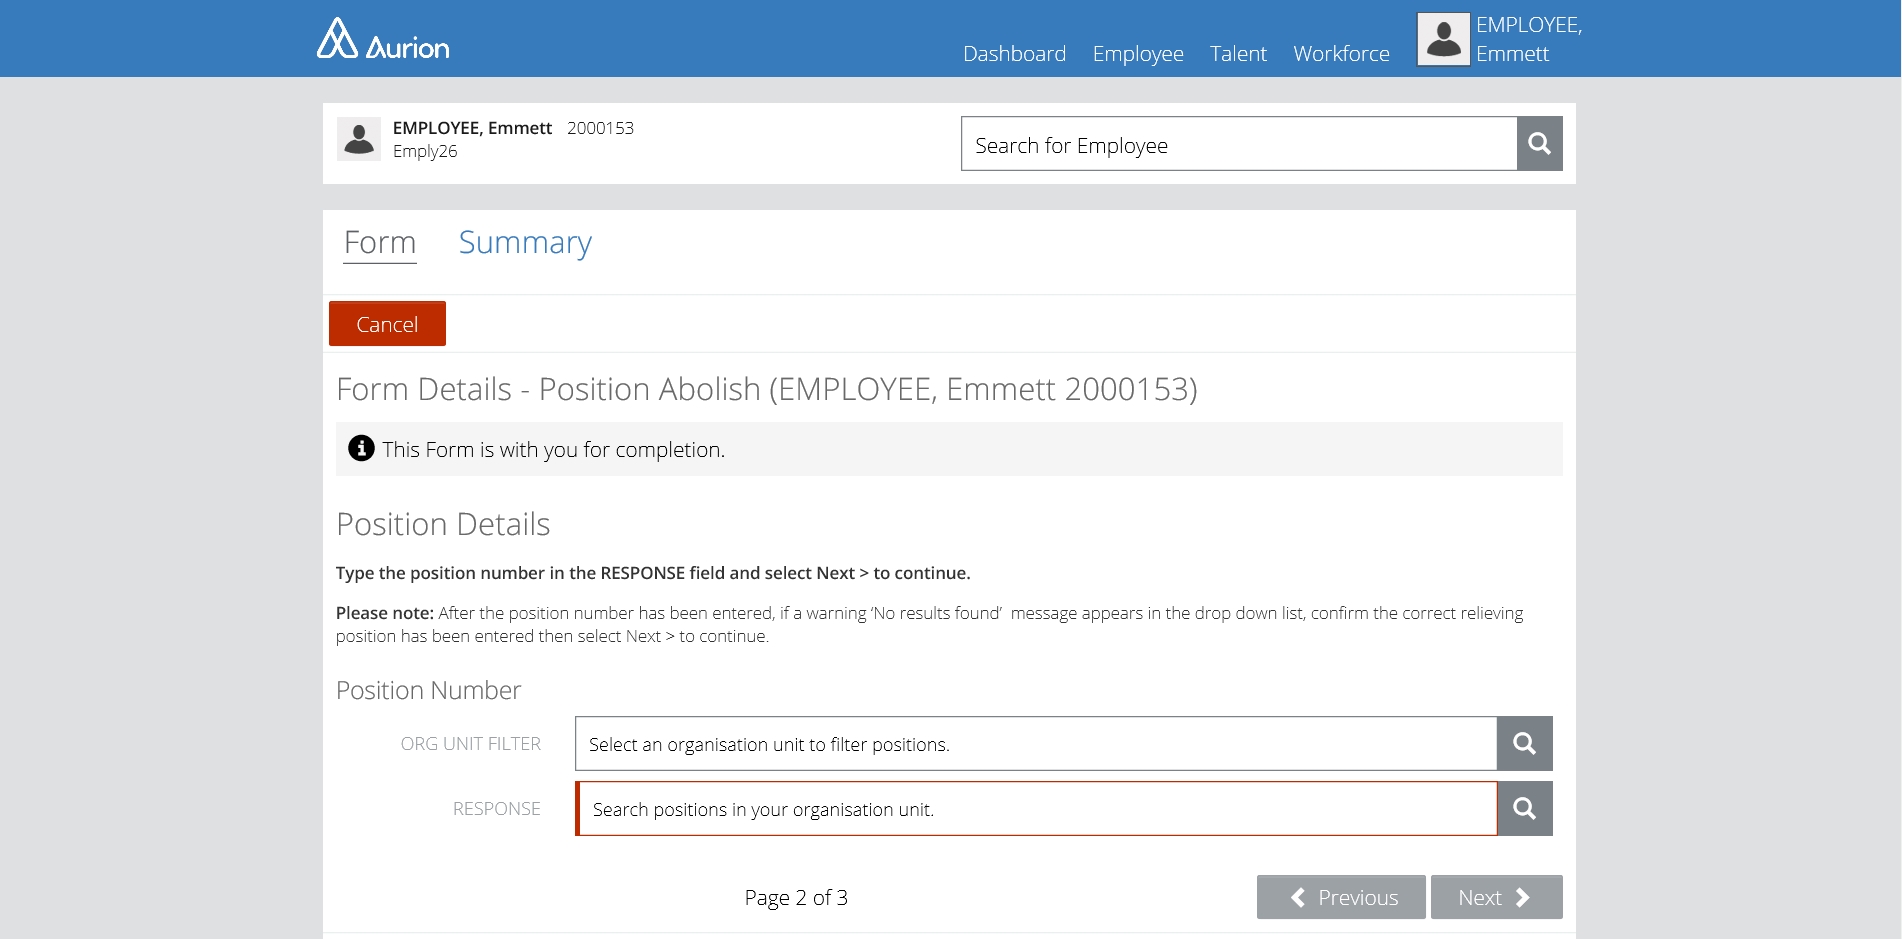 Aurion
Dashboard Employee Talent Workforce
EMPLOYEE,
Emmett
EMPLOYEE, Emmett 2000153
Emply26
Search for Employee
Form Summary
Cancel
Form Details - Position Abolish (EMPLOYEE, Emmett 2000153)
This Form is with you for completion.
Position Details
Type the position number in the RESPONSE field and select Next > to continue.
Please note: After the position number has been entered, if a warning ‘No results found’  message appears in the drop down list, confirm the correct relieving
position has been entered then select Next > to continue.
Position Number
ORG UNIT FILTER Select an organisation unit to filter positions.
RESPONSE Search positions in your organisation unit.
Page 2 of 3 Previous Next